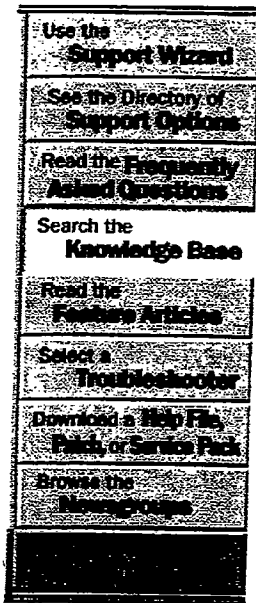 Use the
Support Wizard
See the Directory of
Support Options
Read the Frequently
Asked Questions
Search the
Knowledge Base
Read the
Feature Articles
Select a
Troubleshooter
Download a Help File,
Patch, or Service Pack
Browse the
Newsgroups